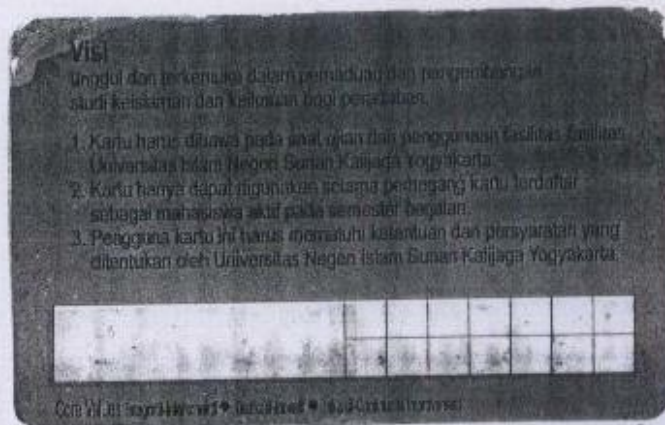 Visi
Unggul dan terkemuka dalam pemaduan dan pengembangan
studi keislaman dan keilmuan bagi peradaban.
1. Kartu harus dibawa pada saat ujian dan penggunaan fasilitas-fasilitas
Universitas Islam Negeri Sunan Kalijaga Yogyakarta.
2. Kartu hanya dapat digunakan selama pemegang kartu terdaftar
sebagai mahasiswa aktif pada semester berjalan.
3. Pengguna kartu ini harus mematuhi ketentuan dan persyaratan yang
ditentukan oleh Universitas Negeri Islam Sunan Kalijaga Yogyakarta.
Core Values